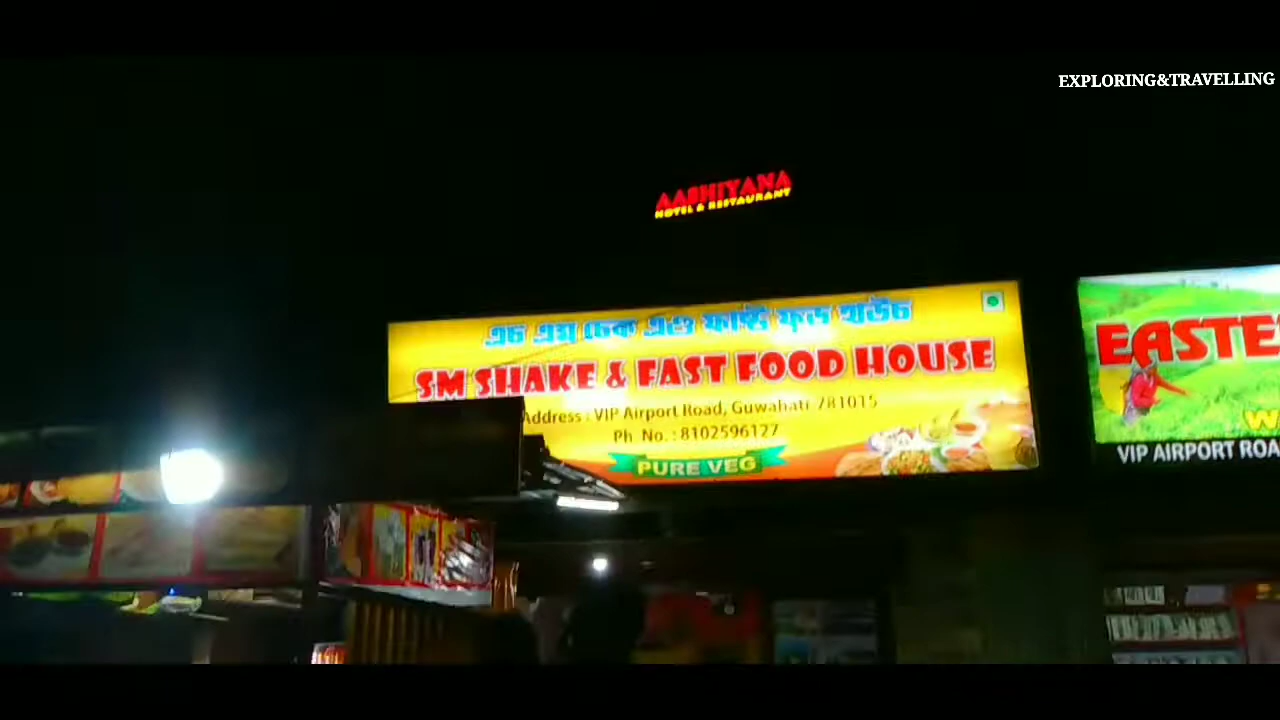 EXPLORING&TRAVELLING
AASHIYANA
HOTEL & RESTAURANT
এচ এম চেক এণ্ড ফাষ্ট ফুড হাউচ
SM SHAKE & FAST FOOD HOUSE
Address : VIP Airport Road, Guwahati 781015
Ph No. : 8102596127
PURE VEG
EASTE
W
VIP AIRPORT ROA